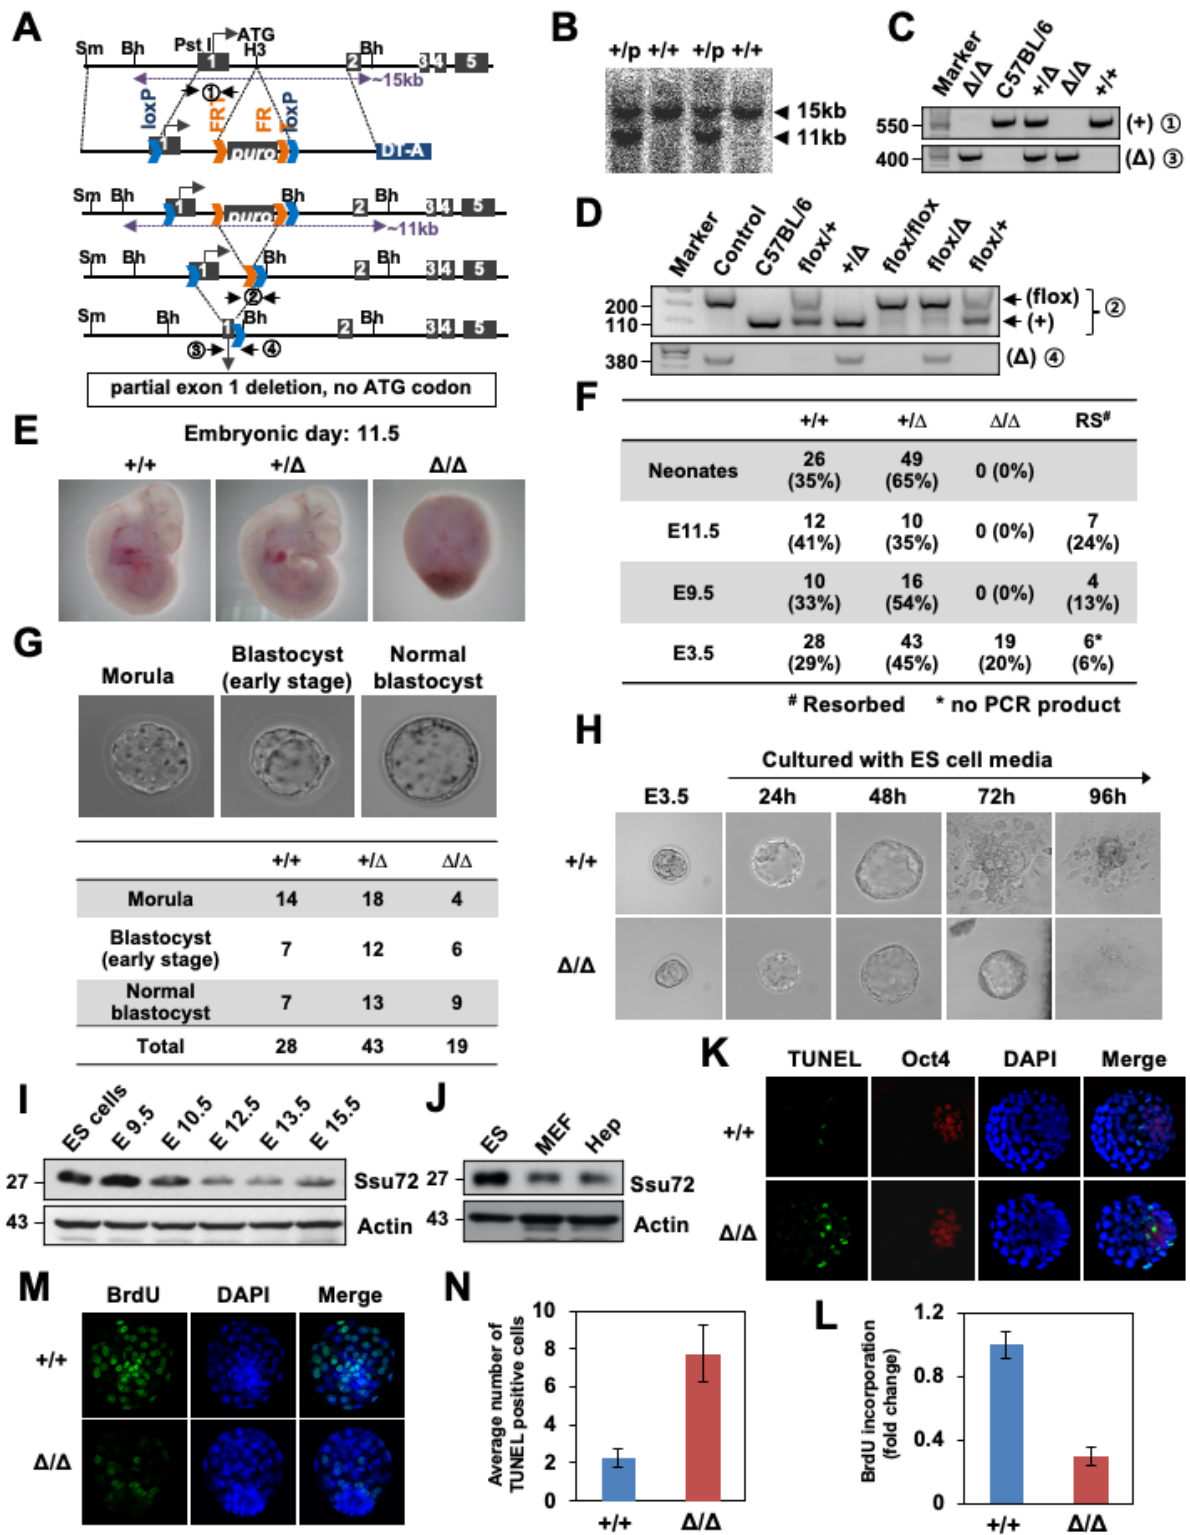 A
Sm Bh Pst I ATG H3 Bh
1 2 3 4 5
~15kb
loxP ① FRT FR loxP
1 puro DT-A
Sm Bh Bh
1 puro 2 3 4 5
~11kb
Sm Bh Bh Bh
1 2 3 4 5
②
Sm Bh Bh Bh
1 2 3 4 5
③ ④
partial exon 1 deletion, no ATG codon
B
+/p +/+ +/p +/+
15kb
11kb
C
Marker Δ/Δ C57BL/6 +/Δ Δ/Δ +/+
550 (+) ①
400 (Δ) ③
D
Marker Control C57BL/6 flox/+ +/Δ flox/flox flox/Δ flox/+
200 (flox) ②
110 (+)
380 (Δ) ④
E
Embryonic day: 11.5
+/+ +/Δ Δ/Δ
F
+/+ +/Δ Δ/Δ RS#
Neonates 26 (35%) 49 (65%) 0 (0%)
E11.5 12 (41%) 10 (35%) 0 (0%) 7 (24%)
E9.5 10 (33%) 16 (54%) 0 (0%) 4 (13%)
E3.5 28 (29%) 43 (45%) 19 (20%) 6* (6%)
# Resorbed * no PCR product
G
Morula Blastocyst (early stage) Normal blastocyst
+/+ +/Δ Δ/Δ
Morula 14 18 4
Blastocyst (early stage) 7 12 6
Normal blastocyst 7 13 9
Total 28 43 19
H
Cultured with ES cell media
E3.5 24h 48h 72h 96h
+/+
Δ/Δ
I
ES cells E 9.5 E 10.5 E 12.5 E 13.5 E 15.5
27 Ssu72
43 Actin
J
ES MEF Hep
27 Ssu72
43 Actin
K
TUNEL Oct4 DAPI Merge
+/+
Δ/Δ
M
BrdU DAPI Merge
+/+
Δ/Δ
N
Average number of TUNEL positive cells
10
8
6
4
2
0
+/+ Δ/Δ
L
BrdU incorporation (fold change)
1.2
0.8
0.4
0
+/+ Δ/Δ